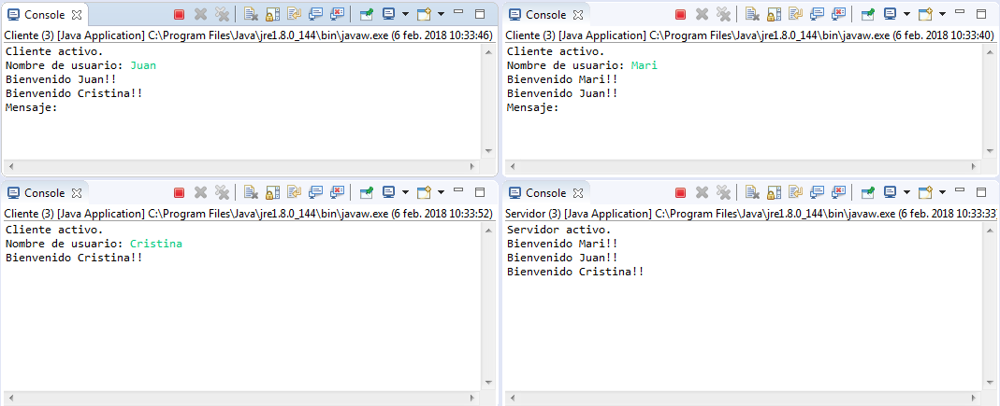 Console
Cliente (3) [Java Application] C:\Program Files\Java\jre1.8.0_144\bin\javaw.exe (6 feb. 2018 10:33:46)
Cliente activo.
Nombre de usuario: Juan
Bienvenido Juan!!
Bienvenido Cristina!!
Mensaje:
Console
Cliente (3) [Java Application] C:\Program Files\Java\jre1.8.0_144\bin\javaw.exe (6 feb. 2018 10:33:40)
Cliente activo.
Nombre de usuario: Mari
Bienvenido Mari!!
Bienvenido Juan!!
Mensaje:
Console
Cliente (3) [Java Application] C:\Program Files\Java\jre1.8.0_144\bin\javaw.exe (6 feb. 2018 10:33:52)
Cliente activo.
Nombre de usuario: Cristina
Bienvenido Cristina!!
Console
Servidor (3) [Java Application] C:\Program Files\Java\jre1.8.0_144\bin\javaw.exe (6 feb. 2018 10:33:33)
Servidor activo.
Bienvenido Mari!!
Bienvenido Juan!!
Bienvenido Cristina!!